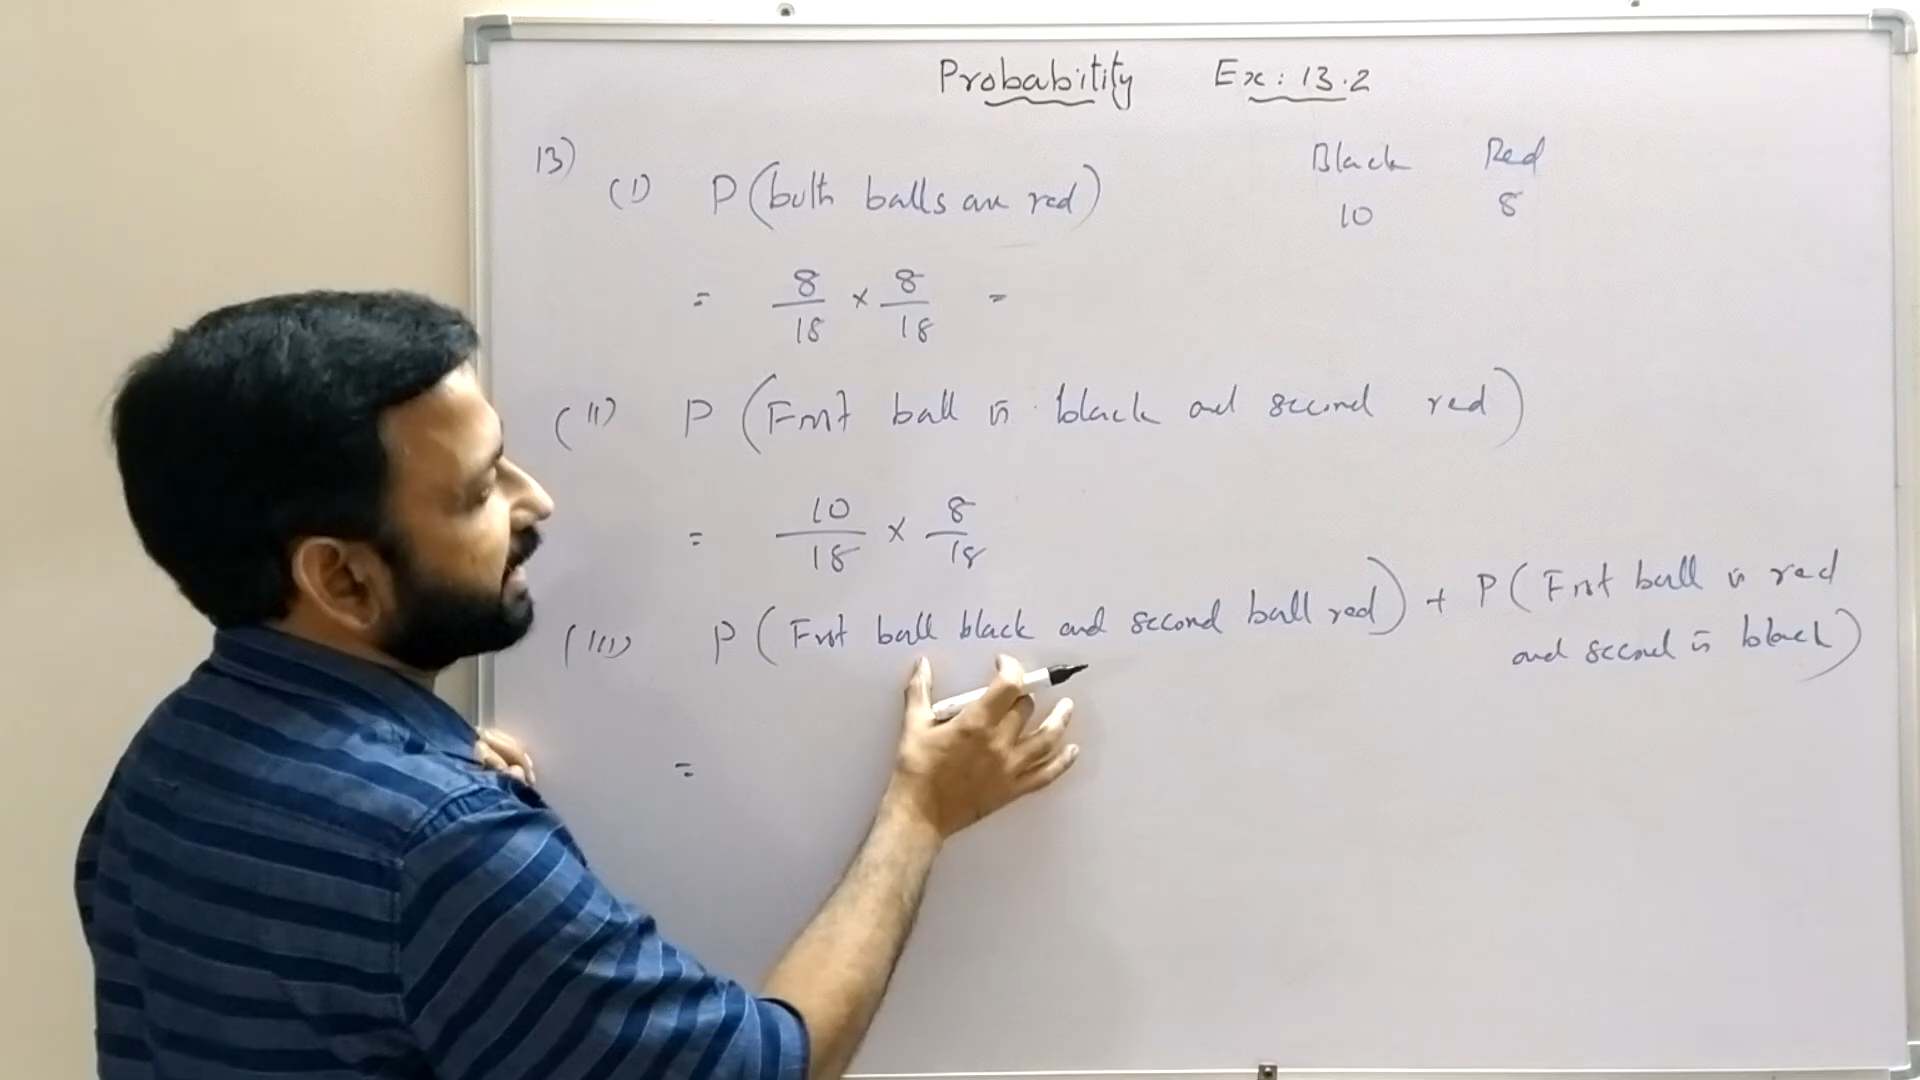 Probability Ex: 13.2
Black Red
10 8
13) (i) P(both balls are red)
= 8/18 × 8/18 =
(ii) P(First ball is black and second red)
= 10/18 × 8/18
(iii) P(First ball black and second ball red) + P(First ball is red
and second is black)
=